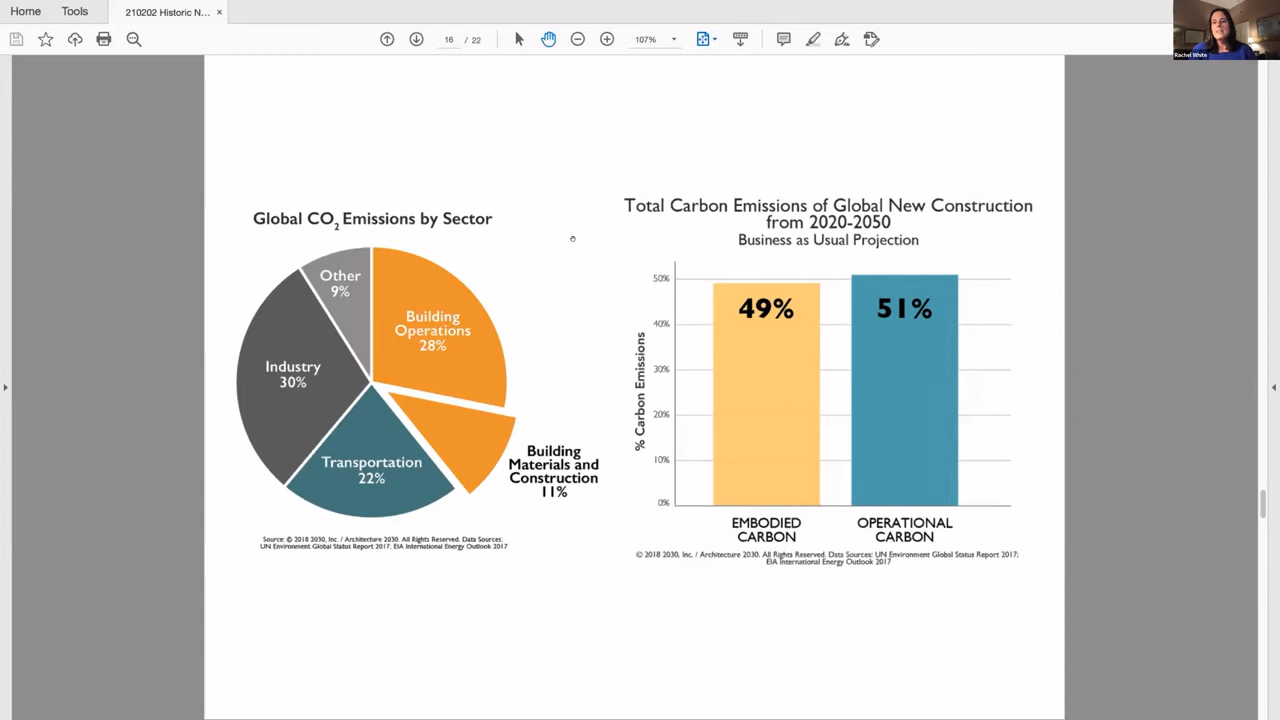 Home
Tools
210202 Historic N... ×
16 / 22
107%
Rachel White
Global CO2 Emissions by Sector
Other
9%
Building
Operations
28%
Industry
30%
Transportation
22%
Building
Materials and
Construction
11%
Source: © 2018 2030, Inc. / Architecture 2030. All Rights Reserved. Data Sources:
UN Environment Global Status Report 2017; EIA International Energy Outlook 2017
Total Carbon Emissions of Global New Construction
from 2020-2050
Business as Usual Projection
% Carbon Emissions
50%
40%
30%
20%
10%
0%
49%
51%
EMBODIED
CARBON
OPERATIONAL
CARBON
© 2018 2030, Inc. / Architecture 2030. All Rights Reserved. Data Sources: UN Environment Global Status Report 2017;
EIA International Energy Outlook 2017